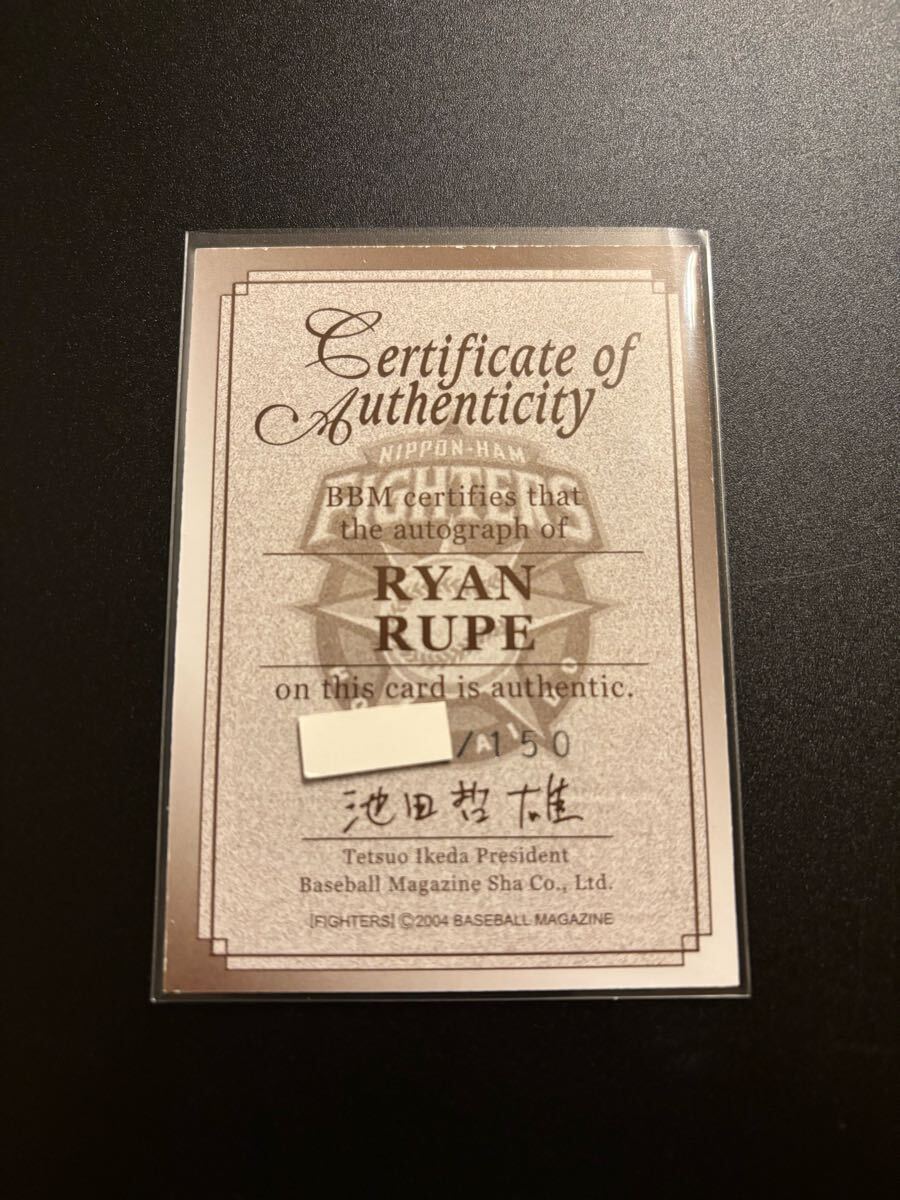 Certificate of
Authenticity
NIPPON-HAM
FIGHTERS
BBM certifies that
the autograph of
RYAN
RUPE
on this card is authentic.
/150
池田哲雄
Tetsuo Ikeda President
Baseball Magazine Sha Co., Ltd.
[FIGHTERS] ©2004 BASEBALL MAGAZINE